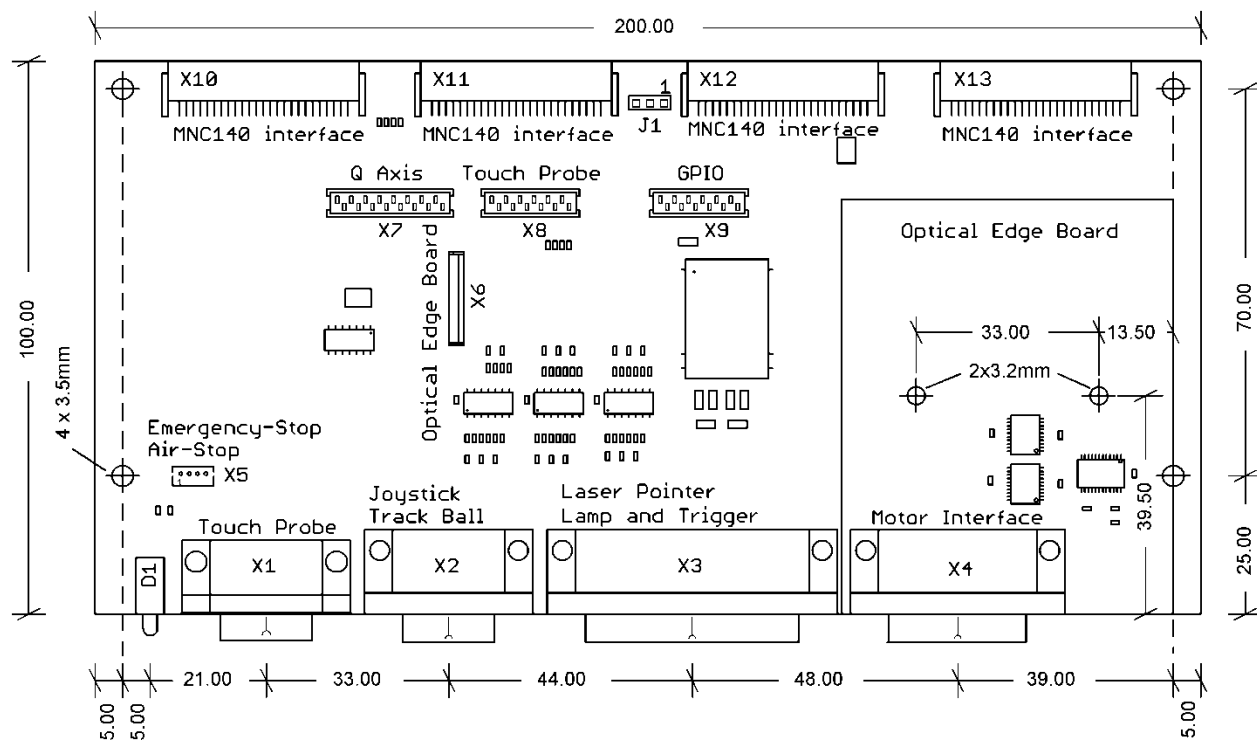 200.00
X10
X11
1
X12
X13
J1
MNC140 interface
MNC140 interface
MNC140 interface
MNC140 interface
Q Axis
Touch Probe
GPIO
X7
X8
X9
Optical Edge Board
X6
Optical Edge Board
100.00
70.00
33.00
13.50
2x3.2mm
4 x 3.5mm
Emergency-Stop
Air-Stop
X5
39.50
25.00
Touch Probe
Joystick
Track Ball
Laser Pointer
Lamp and Trigger
Motor Interface
D1
X1
X2
X3
X4
21.00
33.00
44.00
48.00
39.00
5.00
5.00
5.00